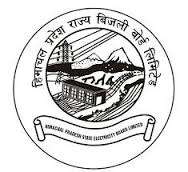 हिमाचल प्रदेश राज्य बिजली बोर्ड लिमिटेड
HIMACHAL PRADESH STATE ELECTRICITY BOARD LIMITED